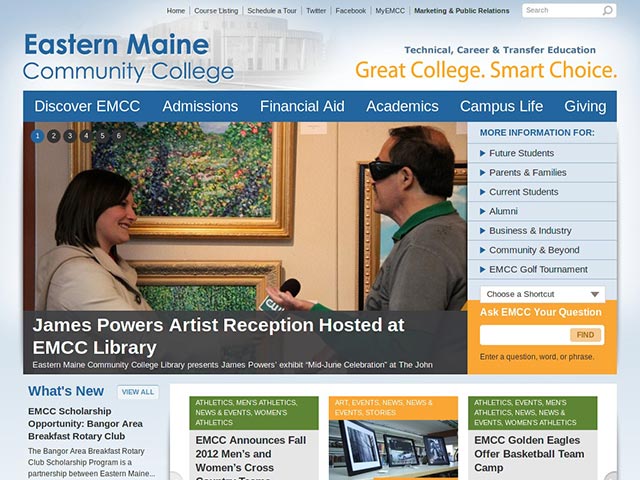 Home Course Listing Schedule a Tour Twitter Facebook MyEMCC Marketing & Public Relations Search
Eastern Maine
Community College
Technical, Career & Transfer Education
Great College. Smart Choice.
Discover EMCC Admissions Financial Aid Academics Campus Life Giving
1 2 3 4 5 6
MORE INFORMATION FOR:
Future Students
Parents & Families
Current Students
Alumni
Business & Industry
Community & Beyond
EMCC Golf Tournament
Choose a Shortcut
Ask EMCC Your Question
FIND
Enter a question, word, or phrase.
James Powers Artist Reception Hosted at
EMCC Library
Eastern Maine Community College Library presents James Powers' exhibit “Mid-June Celebration” at The John
What's New VIEW ALL
EMCC Scholarship
Opportunity: Bangor Area
Breakfast Rotary Club
The Bangor Area Breakfast Rotary
Club Scholarship Program is a
partnership between Eastern Maine...
ATHLETICS, MEN'S ATHLETICS,
NEWS & EVENTS, WOMEN'S
ATHLETICS
EMCC Announces Fall
2012 Men's and
Women's Cross
Country Teams
ART, EVENTS, NEWS, NEWS
& EVENTS, STORIES
ATHLETICS, EVENTS, MEN'S
ATHLETICS, NEWS, NEWS &
EVENTS, WOMEN'S ATHLETICS
EMCC Golden Eagles
Offer Basketball Team
Camp